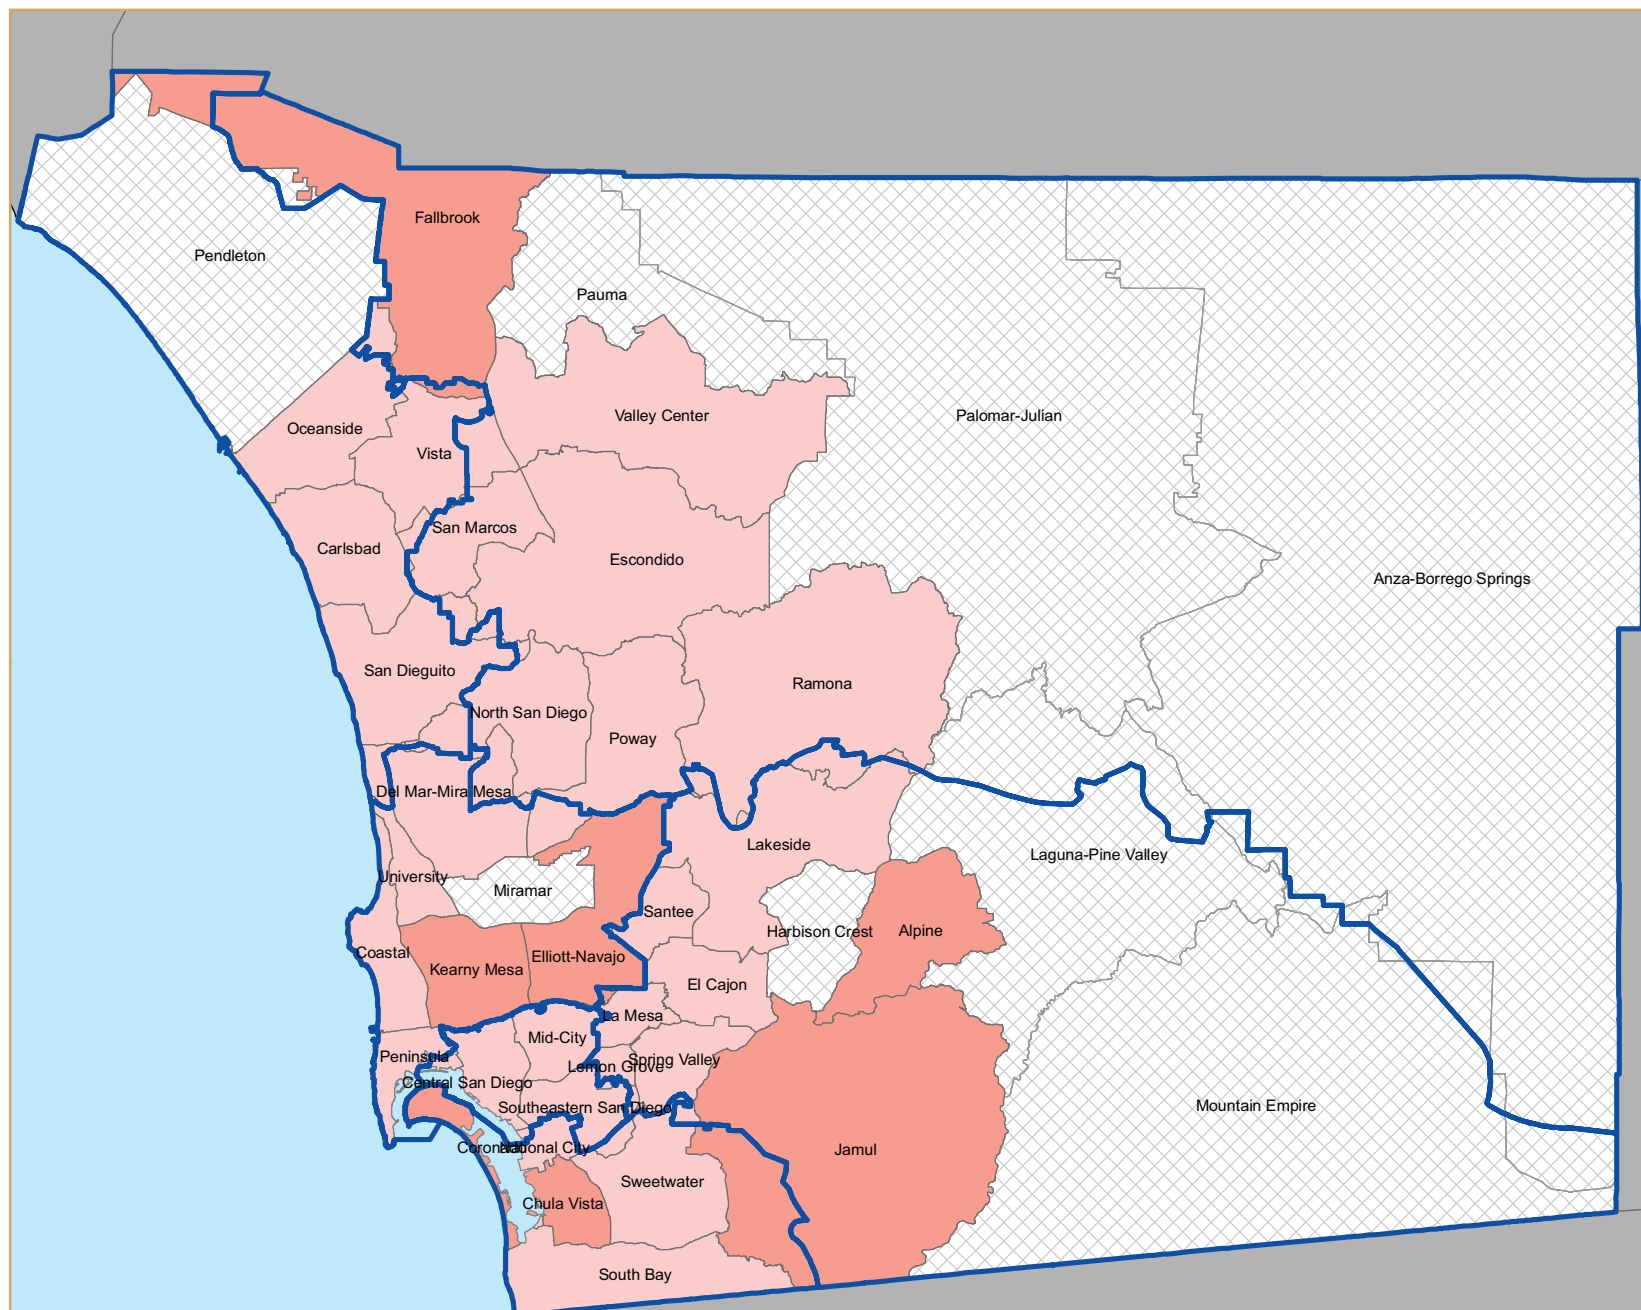 Fallbrook
Pendleton
Pauma
Valley Center
Palomar-Julian
Oceanside
Vista
San Marcos
Carlsbad
Escondido
Anza-Borrego Springs
San Dieguito
Ramona
North San Diego
Poway
Del Mar-Mira Mesa
Lakeside
Laguna-Pine Valley
University
Miramar
Santee
Harbison Crest
Alpine
Coastal
Elliott-Navajo
Kearny Mesa
El Cajon
La Mesa
Mid-City
Peninsula
Spring Valley
Lemon Grove
Central San Diego
Southeastern San Diego
Mountain Empire
Coronado
National City
Jamul
Sweetwater
Chula Vista
South Bay